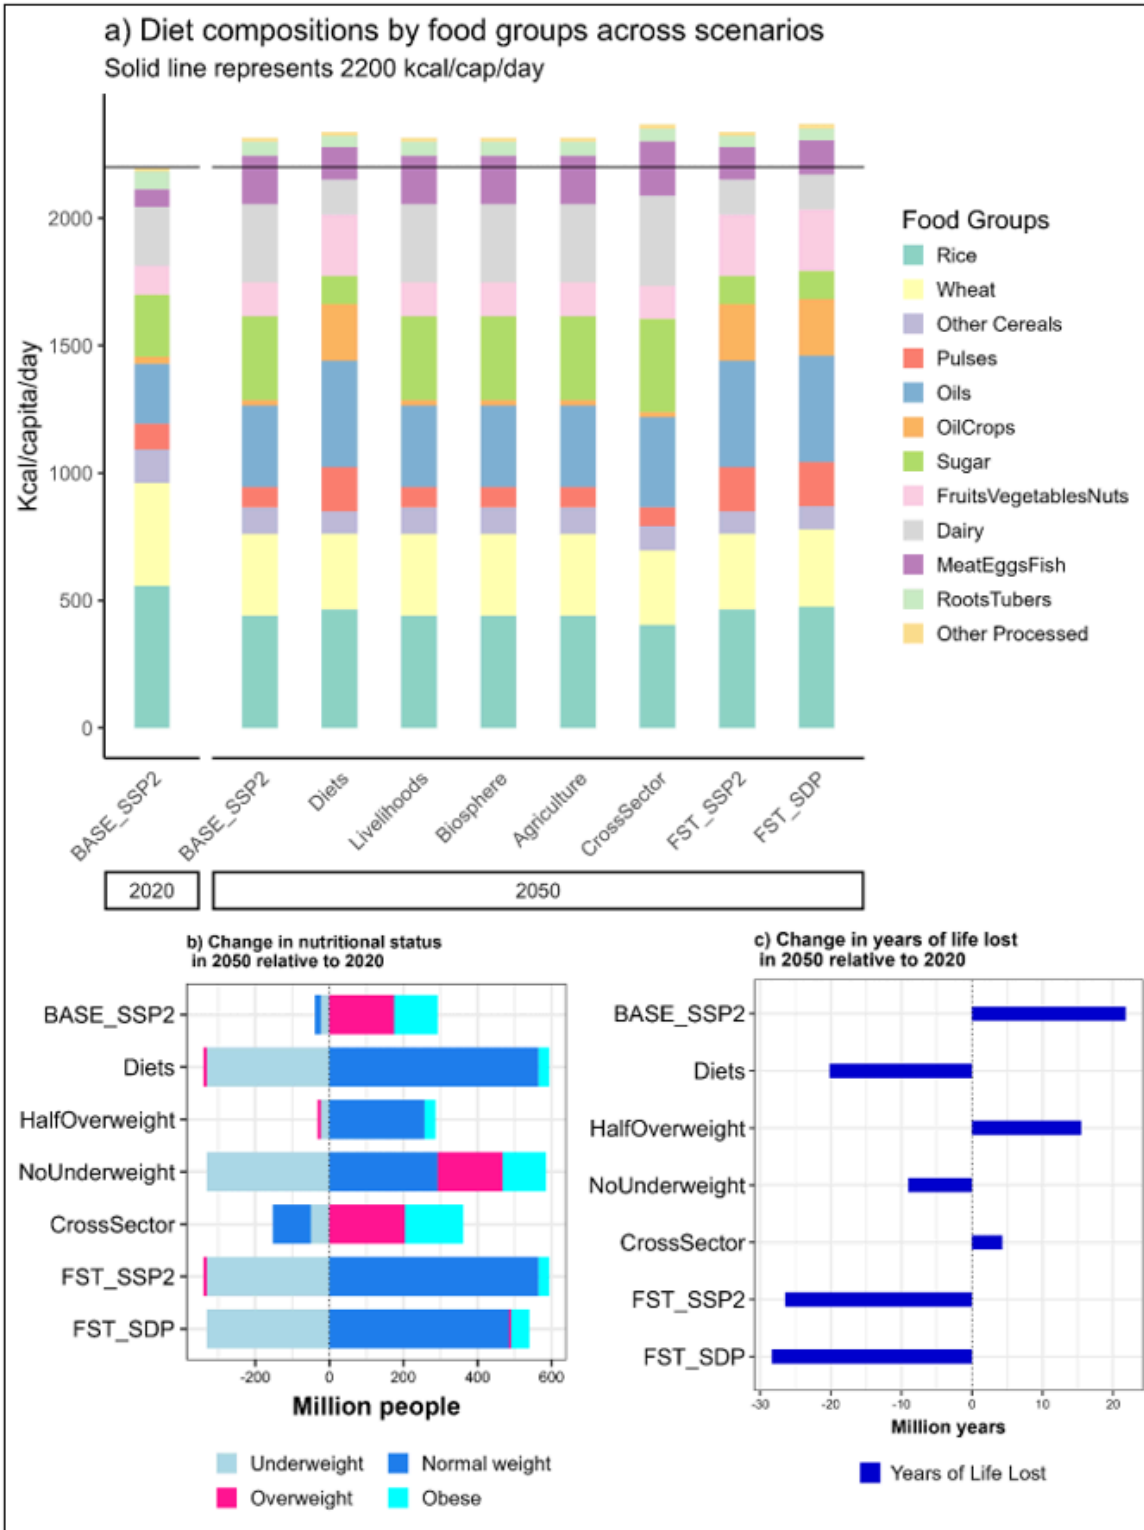 a) Diet compositions by food groups across scenarios
Solid line represents 2200 kcal/cap/day
Kcal/capita/day
2000
1500
1000
500
0
BASE_SSP2
BASE_SSP2
Diets
Livelihoods
Biosphere
Agriculture
CrossSector
FST_SSP2
FST_SDP
2020
2050
Food Groups
Rice
Wheat
Other Cereals
Pulses
Oils
OilCrops
Sugar
FruitsVegetablesNuts
Dairy
MeatEggsFish
RootsTubers
Other Processed
b) Change in nutritional status
in 2050 relative to 2020
BASE_SSP2
Diets
HalfOverweight
NoUnderweight
CrossSector
FST_SSP2
FST_SDP
-200 0 200 400 600
Million people
Underweight Normal weight
Overweight Obese
c) Change in years of life lost
in 2050 relative to 2020
BASE_SSP2
Diets
HalfOverweight
NoUnderweight
CrossSector
FST_SSP2
FST_SDP
-30 -20 -10 0 10 20
Million years
Years of Life Lost